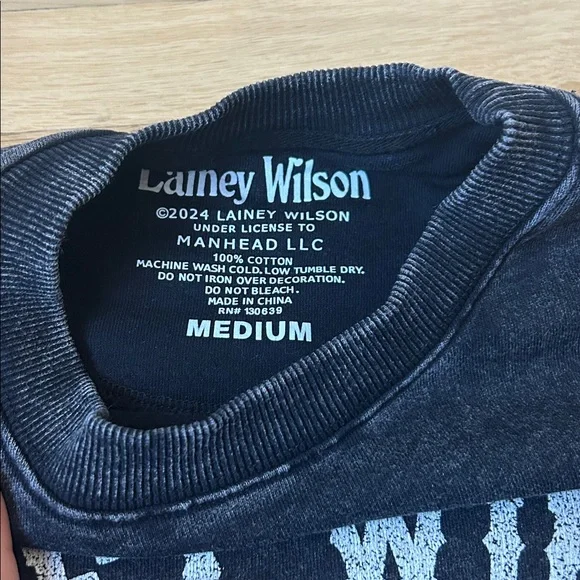 Lainey Wilson
©2024 LAINEY WILSON
UNDER LICENSE TO
MANHEAD LLC
100% COTTON
MACHINE WASH COLD. LOW TUMBLE DRY.
DO NOT IRON OVER DECORATION.
DO NOT BLEACH.
MADE IN CHINA
RN# 130639
MEDIUM